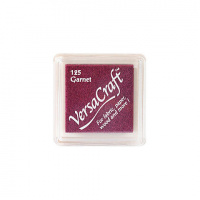 125
Garnet
VersaCraft
For fabric, paper,
wood and more!